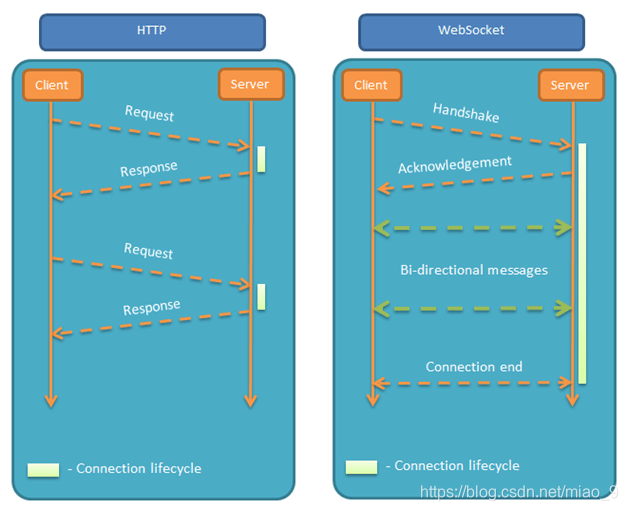 HTTP
Client
Server
Request
Response
Request
Response
- Connection lifecycle
WebSocket
Client
Server
Handshake
Acknowledgement
Bi-directional messages
Connection end
- Connection lifecycle
https://blog.csdn.net/miao_9